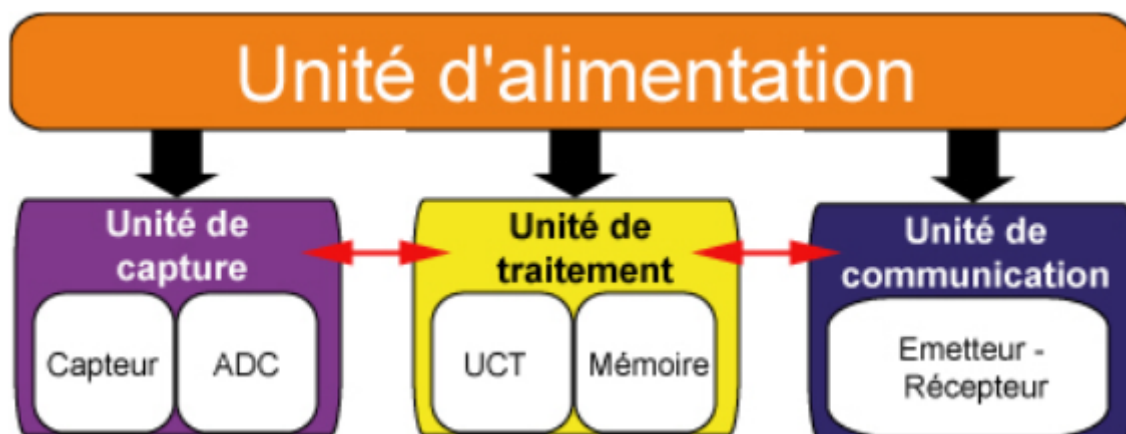 Unité d'alimentation
Unité de
capture
Capteur
ADC
Unité de
traitement
UCT
Mémoire
Unité de
communication
Emetteur -
Récepteur